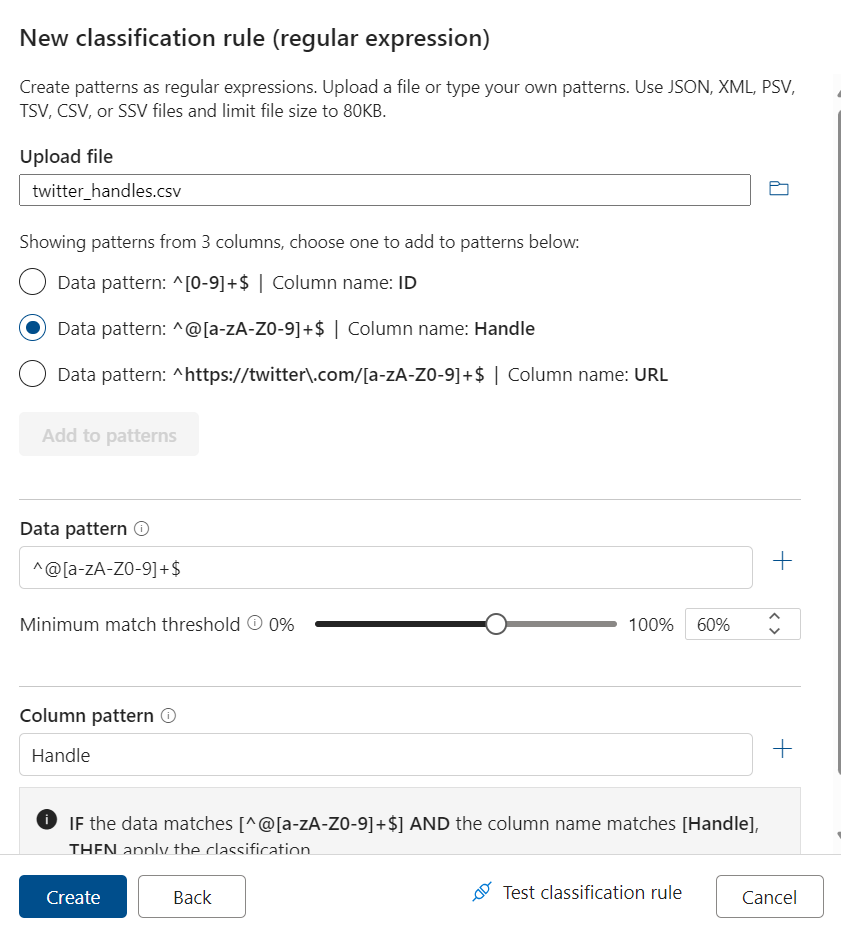 New classification rule (regular expression)
Create patterns as regular expressions. Upload a file or type your own patterns. Use JSON, XML, PSV,
TSV, CSV, or SSV files and limit file size to 80KB.
Upload file
twitter_handles.csv
Showing patterns from 3 columns, choose one to add to patterns below:
Data pattern: ^[0-9]+$ | Column name: ID
Data pattern: ^@[a-zA-Z0-9]+$ | Column name: Handle
Data pattern: ^https://twitter\.com/[a-zA-Z0-9]+$ | Column name: URL
Add to patterns
Data pattern
^@[a-zA-Z0-9]+$
Minimum match threshold 0% 100% 60%
Column pattern
Handle
IF the data matches [^@[a-zA-Z0-9]+$] AND the column name matches [Handle],
THEN apply the classification
Create Back Test classification rule Cancel